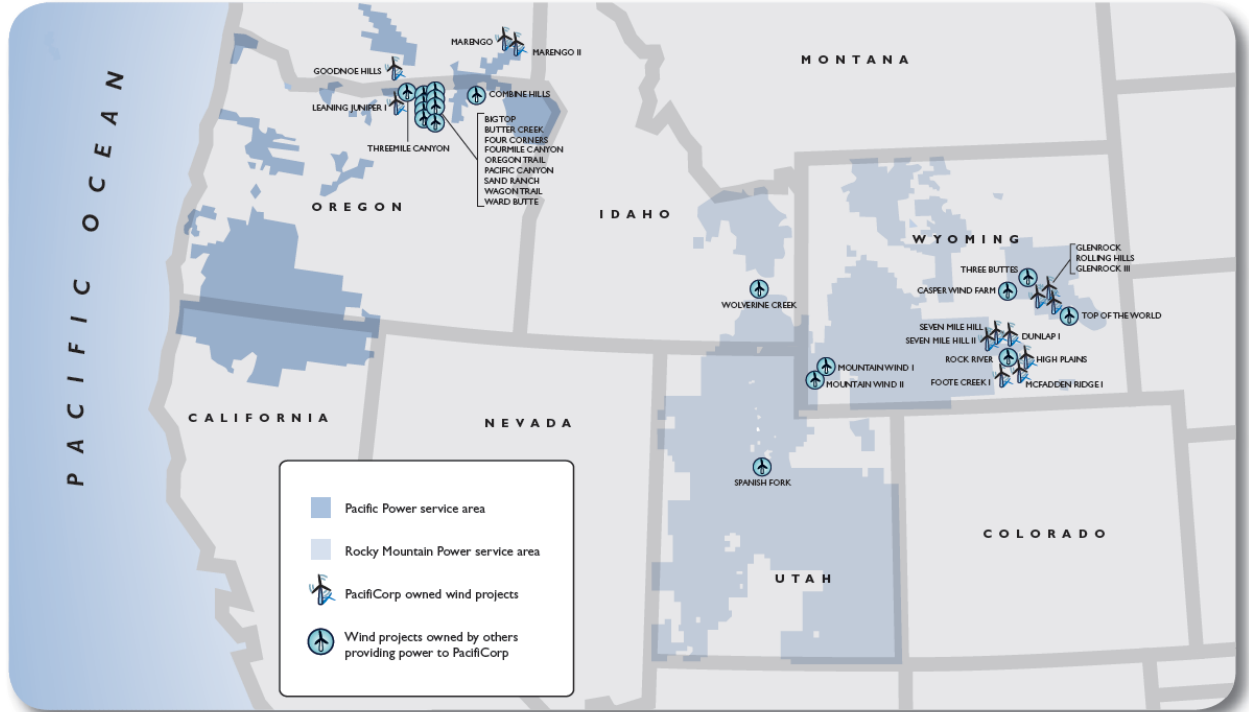 PACIFIC OCEAN
MONTANA
MARENGO
MARENGO II
GOODNOE HILLS
LEANING JUNIPER I
COMBINE HILLS
THREEMILE CANYON
BIGTOP
BUTTER CREEK
FOUR CORNERS
FOURMILE CANYON
OREGON TRAIL
PACIFIC CANYON
SAND RANCH
WAGON TRAIL
WARD BUTTE
OREGON
IDAHO
WYOMING
GLENROCK
ROLLING HILLS
GLENROCK III
THREE BUTTES
CASPER WIND FARM
WOLVERINE CREEK
TOP OF THE WORLD
SEVEN MILE HILL
SEVEN MILE HILL II
DUNLAP I
ROCK RIVER
HIGH PLAINS
FOOTE CREEK I
MCFADDEN RIDGE I
MOUNTAIN WIND I
MOUNTAIN WIND II
CALIFORNIA
NEVADA
SPANISH FORK
COLORADO
UTAH
Pacific Power service area
Rocky Mountain Power service area
PacifiCorp owned wind projects
Wind projects owned by others
providing power to PacifiCorp